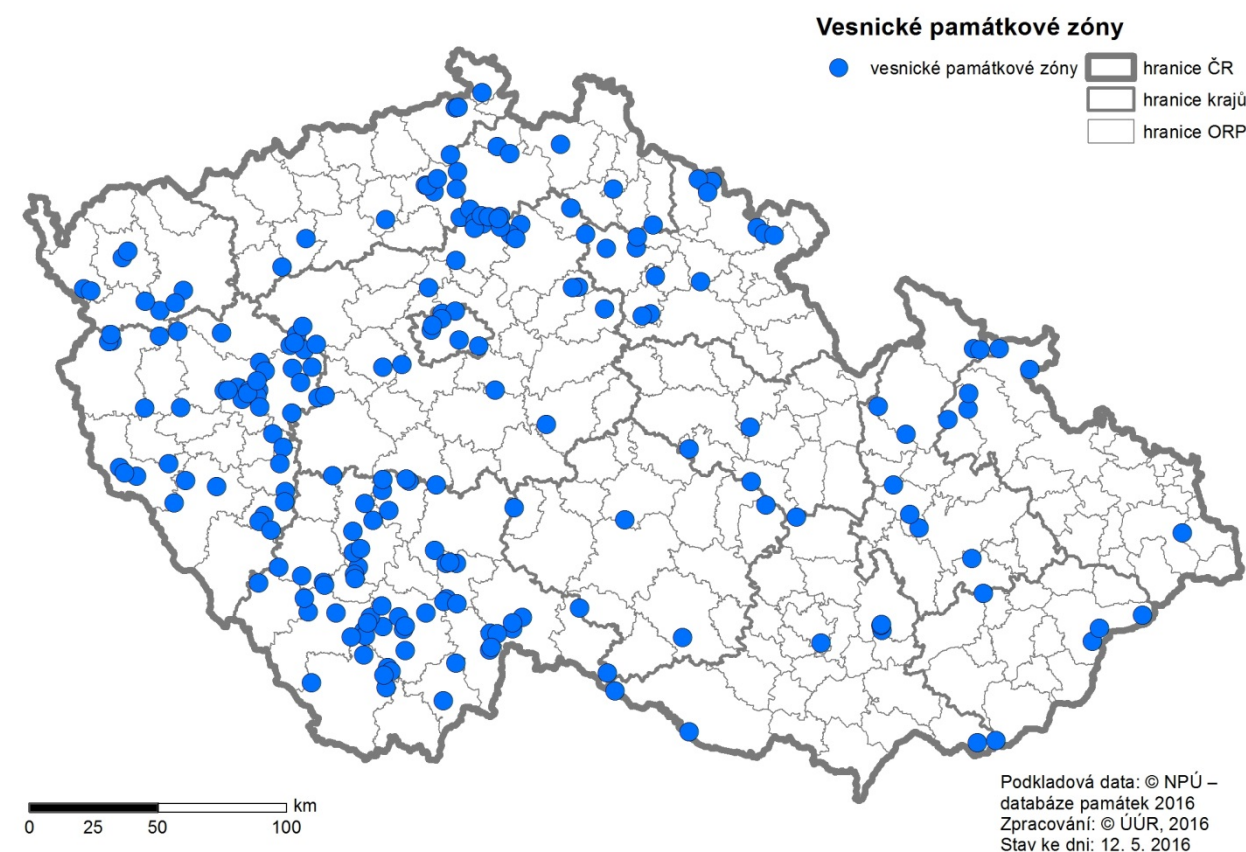 Vesnické památkové zóny
vesnické památkové zóny
hranice ČR
hranice krajů
hranice ORP
km
0 25 50 100
Podkladová data: © NPÚ –
databáze památek 2016
Zpracování: © ÚÚR, 2016
Stav ke dni: 12. 5. 2016